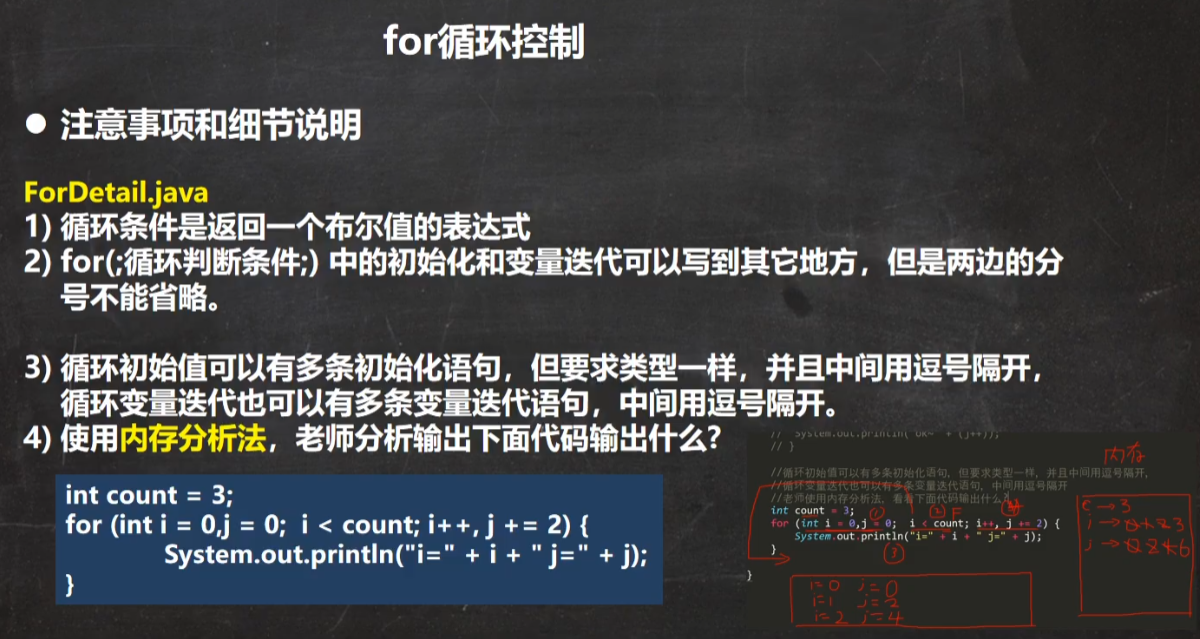 for循环控制
● 注意事项和细节说明
ForDetail.java
1) 循环条件是返回一个布尔值的表达式
2) for(;循环判断条件;) 中的初始化和变量迭代可以写到其它地方，但是两边的分
号不能省略。
3) 循环初始值可以有多条初始化语句，但要求类型一样，并且中间用逗号隔开，
循环变量迭代也可以有多条变量迭代语句，中间用逗号隔开。
4) 使用内存分析法，老师分析输出下面代码输出什么?
int count = 3;
for (int i = 0,j = 0; i < count; i++, j += 2) {
System.out.println("i=" + i + " j=" + j);
}
// }
内存
//循环初始值可以有多条初始化语句, 但要求类型一样, 并且中间用逗号隔开,
//循环变量迭代也可以有多条变量迭代语句, 中间用逗号隔开
//老师使用内存分析法, 看看下面代码输出什么?
int count = 3; ① ② F
for (int i = 0,j = 0; i < count; i++, j += 2) {
System.out.println("i=" + i + " j=" + j);
} ③
}
c→3
i=0 j=0
i=1 j=2
i=2 j=4